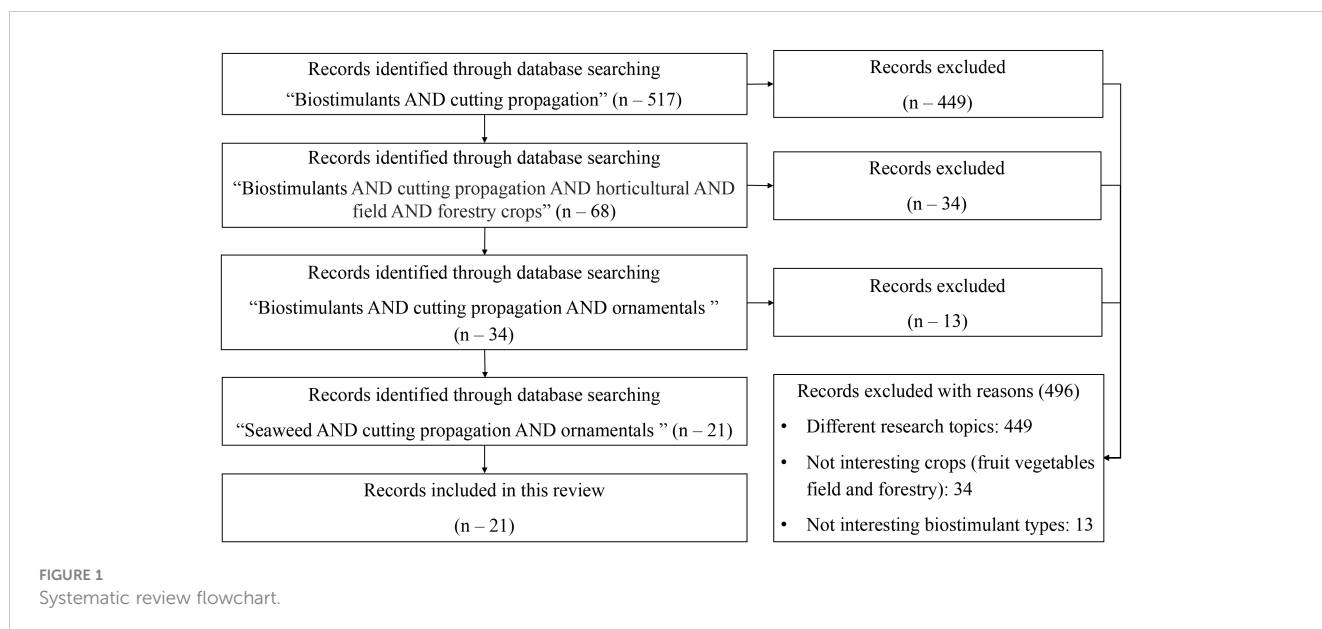 Records identified through database searching
“Biostimulants AND cutting propagation” (n – 517)
Records excluded
(n – 449)
Records identified through database searching
“Biostimulants AND cutting propagation AND horticultural AND
field AND forestry crops” (n – 68)
Records excluded
(n – 34)
Records identified through database searching
“Biostimulants AND cutting propagation AND ornamentals ”
(n – 34)
Records excluded
(n – 13)
Records identified through database searching
“Seaweed AND cutting propagation AND ornamentals ” (n – 21)
Records included in this review
(n – 21)
Records excluded with reasons (496)
• Different research topics: 449
• Not interesting crops (fruit vegetables
field and forestry): 34
• Not interesting biostimulant types: 13
FIGURE 1
Systematic review flowchart.